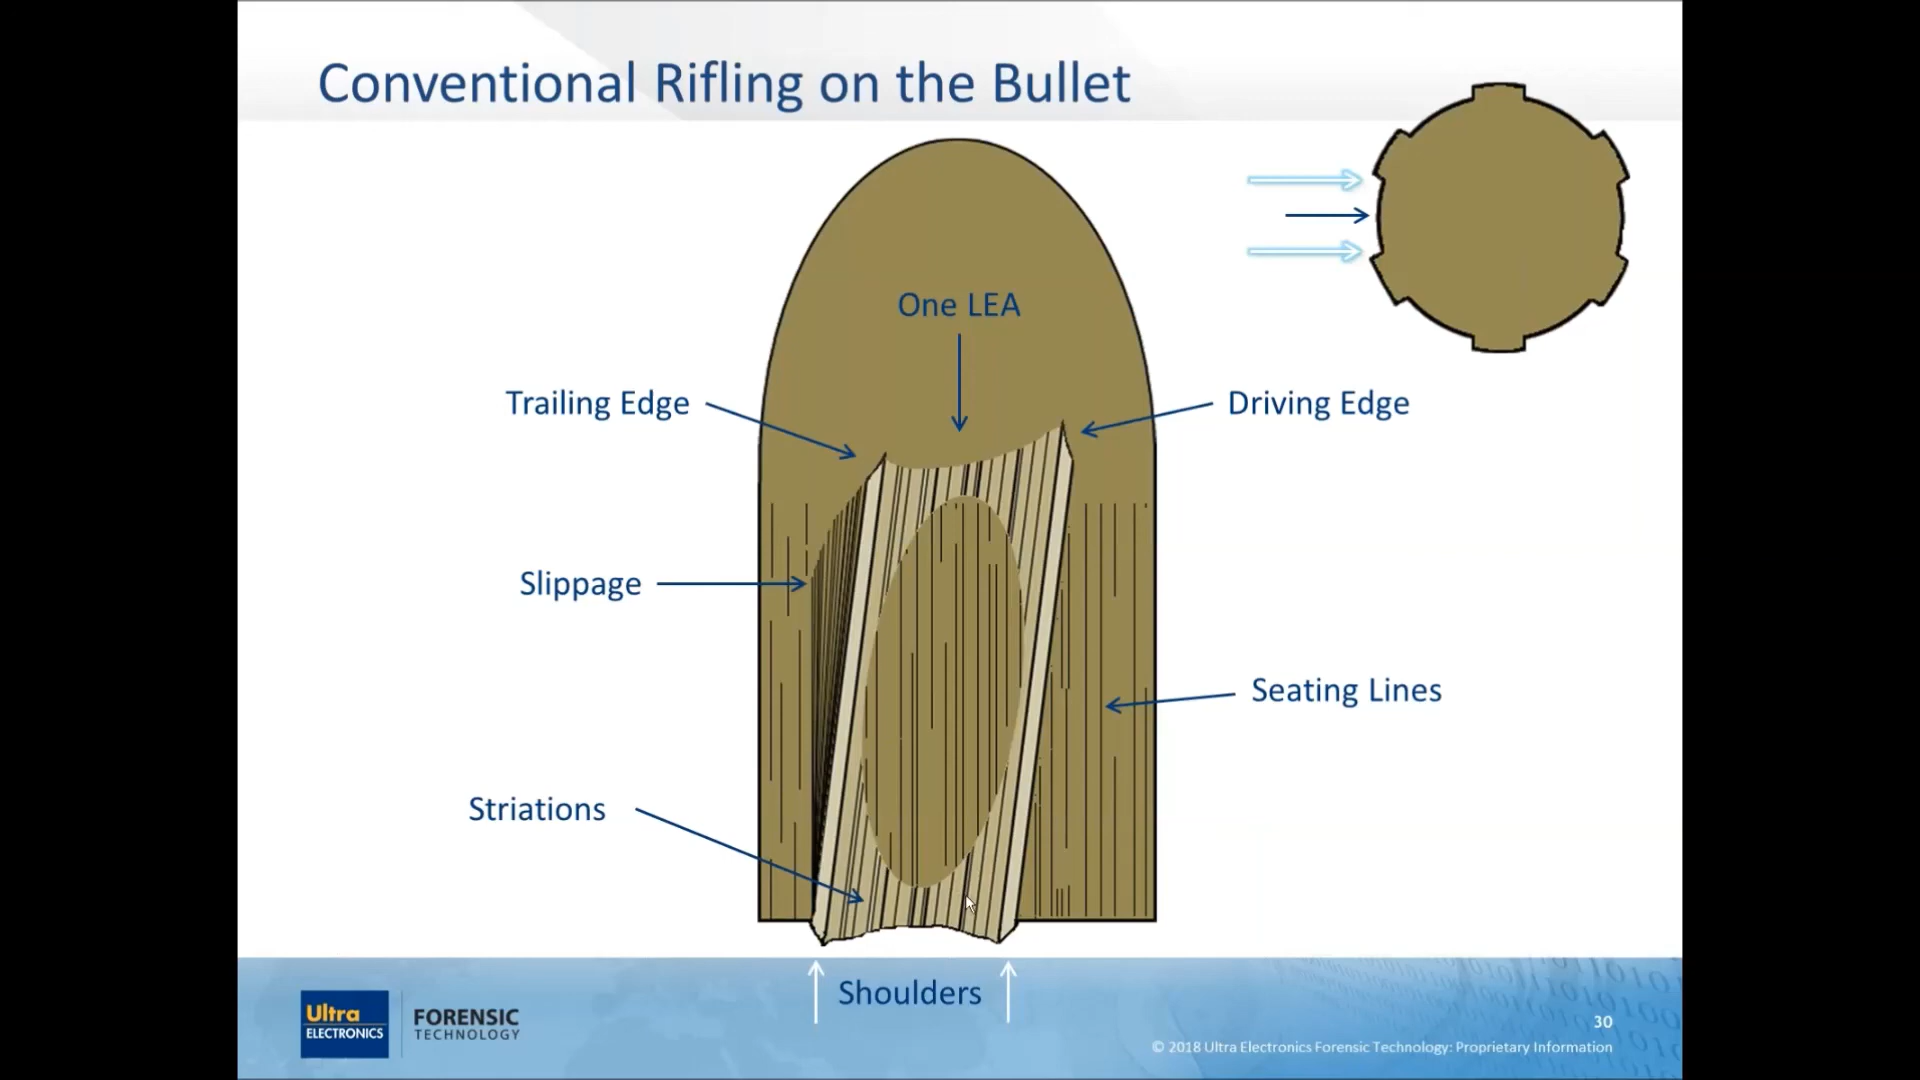 Conventional Rifling on the Bullet
One LEA
Trailing Edge
Driving Edge
Slippage
Seating Lines
Striations
Shoulders
Ultra
ELECTRONICS
FORENSIC
TECHNOLOGY
30
© 2018 Ultra Electronics Forensic Technology: Proprietary Information